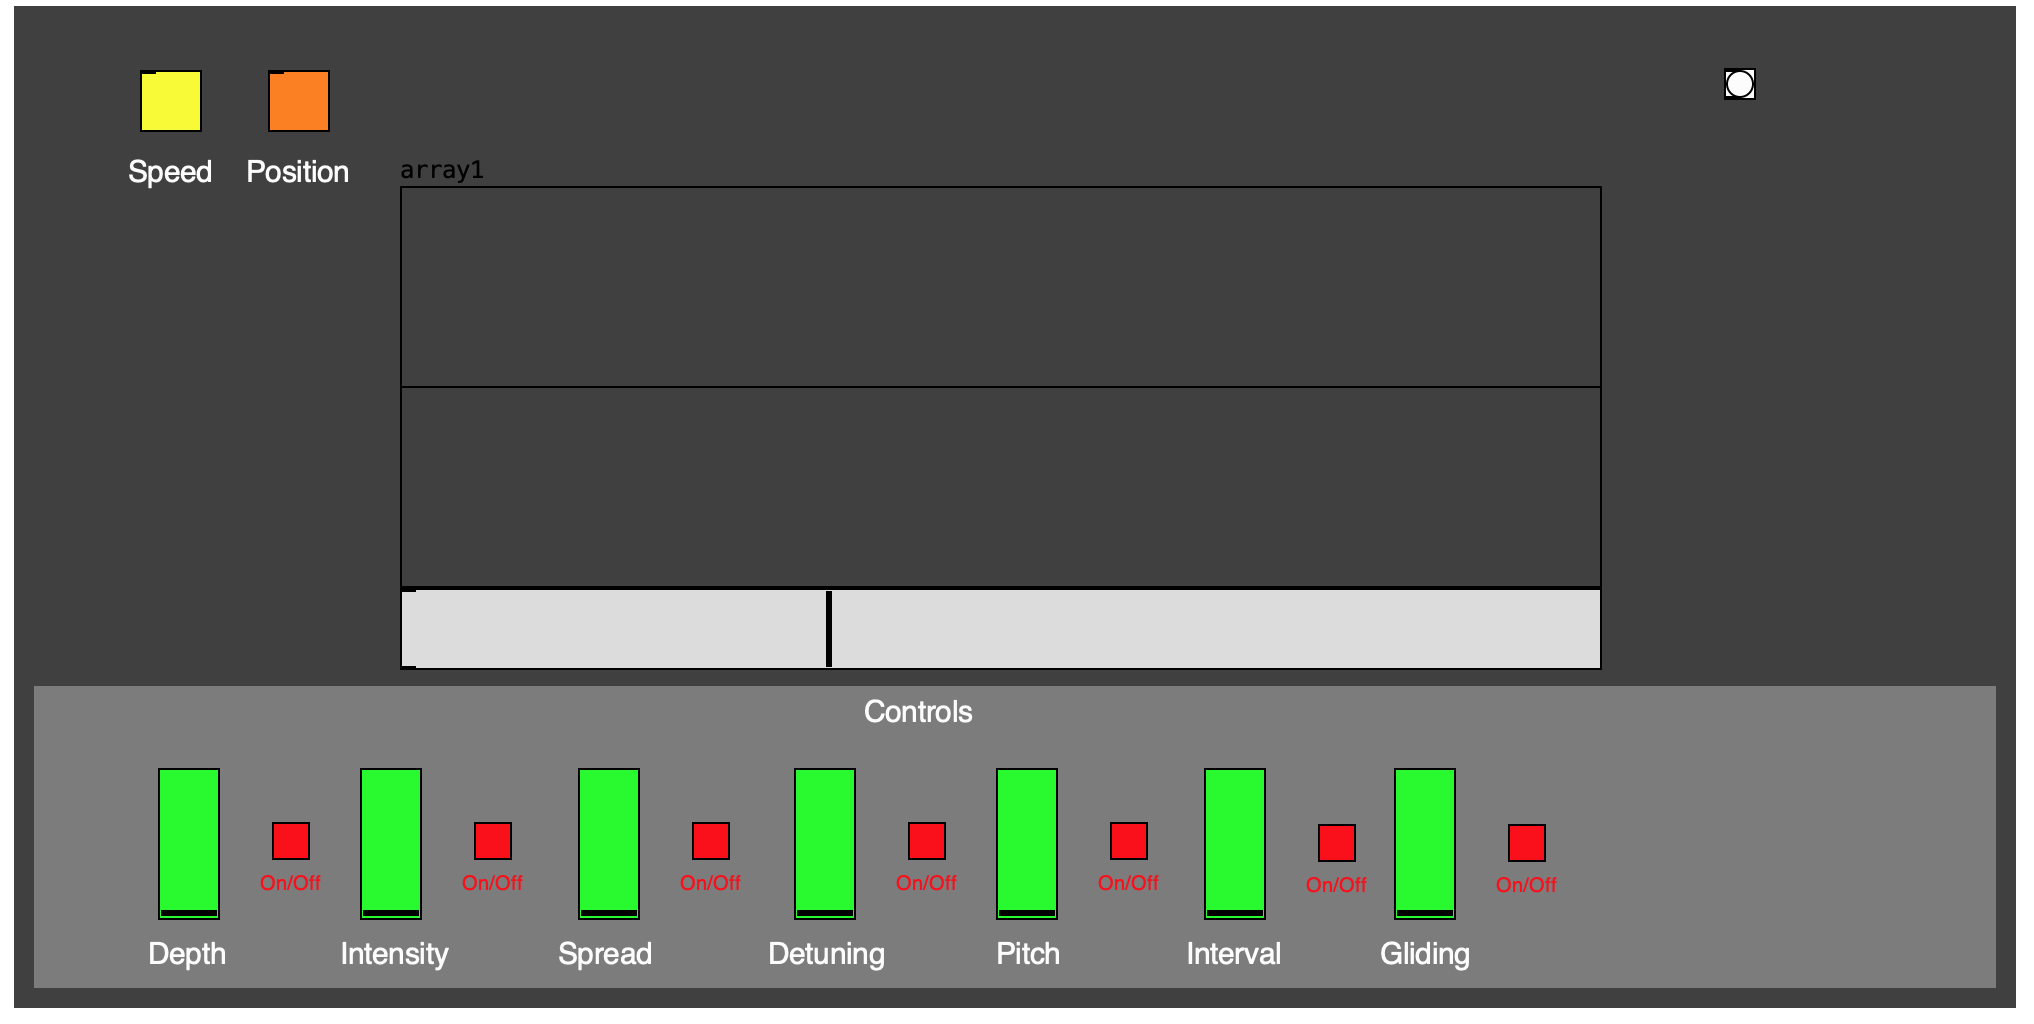 Speed Position
array1
Controls
On/Off On/Off On/Off On/Off On/Off On/Off On/Off
Depth Intensity Spread Detuning Pitch Interval Gliding